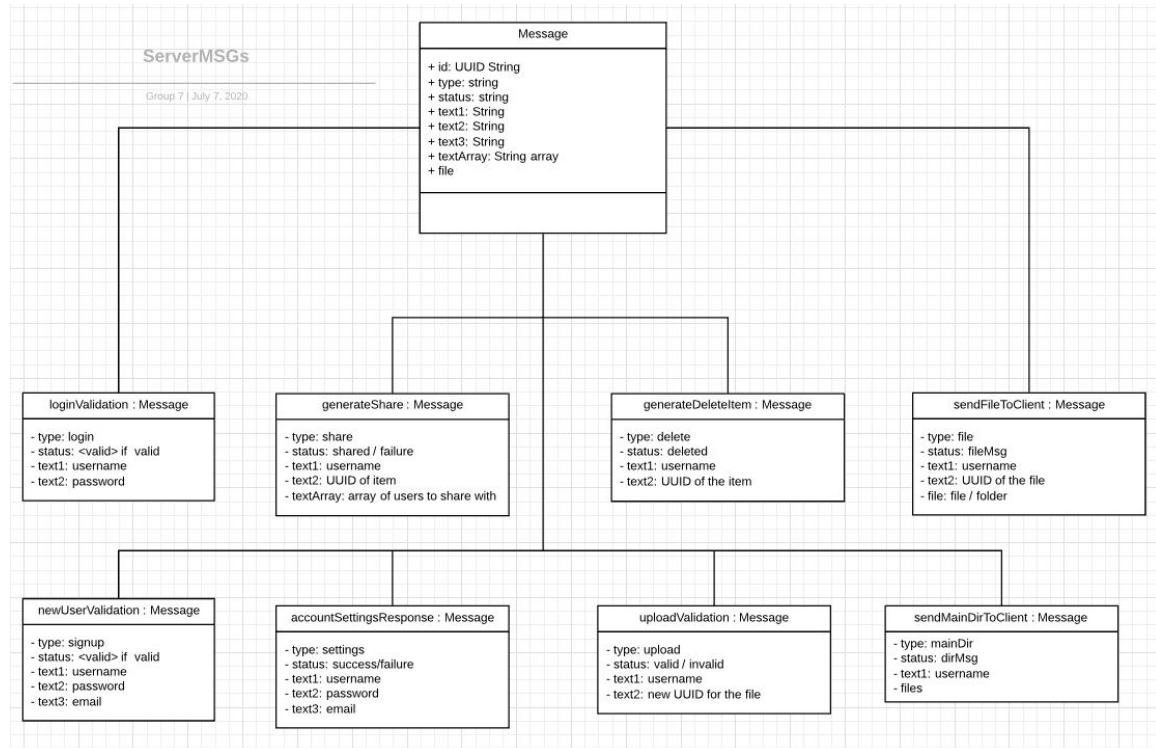 ServerMSGs
Group 7 | July 7, 2020
Message
+ id: UUID String
+ type: string
+ status: string
+ text1: String
+ text2: String
+ text3: String
+ textArray: String array
+ file
loginValidation : Message
- type: login
- status: <valid> if valid
- text1: username
- text2: password
generateShare : Message
- type: share
- status: shared / failure
- text1: username
- text2: UUID of item
- textArray: array of users to share with
generateDeleteItem : Message
- type: delete
- status: deleted
- text1: username
- text2: UUID of the item
sendFileToClient : Message
- type: file
- status: fileMsg
- text1: username
- text2: UUID of the file
- file: file / folder
newUserValidation : Message
- type: signup
- status: <valid> if valid
- text1: username
- text2: password
- text3: email
accountSettingsResponse : Message
- type: settings
- status: success/failure
- text1: username
- text2: password
- text3: email
uploadValidation : Message
- type: upload
- status: valid / invalid
- text1: username
- text2: new UUID for the file
sendMainDirToClient : Message
- type: mainDir
- status: dirMsg
- text1: username
- files